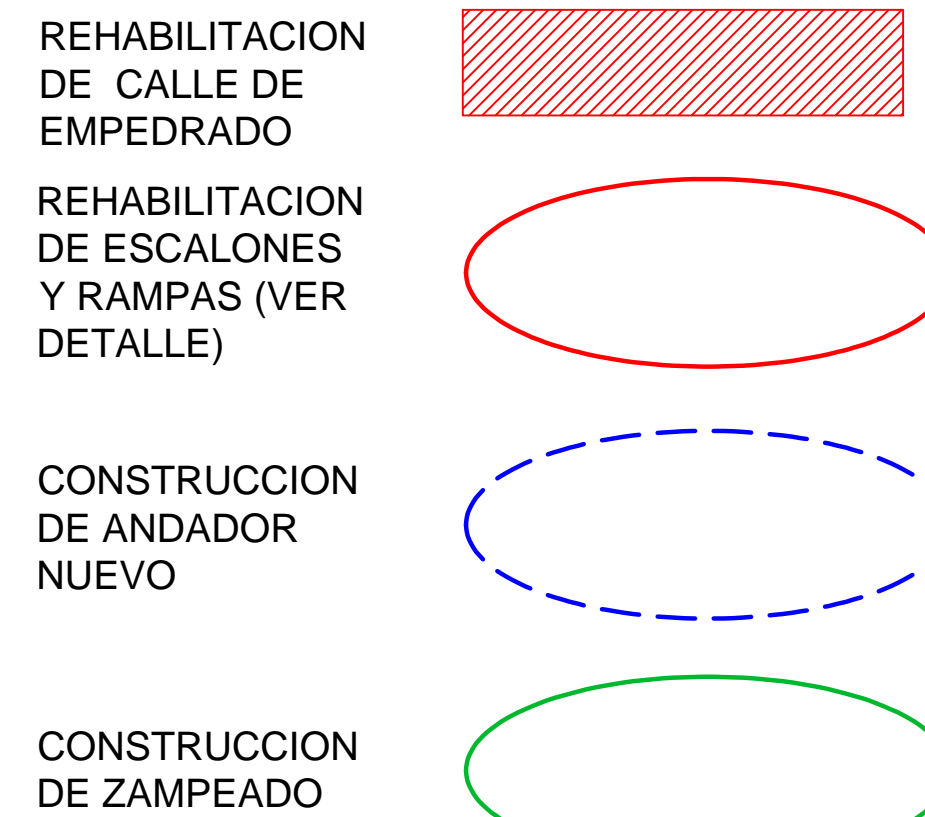 REHABILITACION
DE CALLE DE
EMPEDRADO
REHABILITACION
DE ESCALONES
Y RAMPAS (VER
DETALLE)
CONSTRUCCION
DE ANDADOR
NUEVO
CONSTRUCCION
DE ZAMPEADO